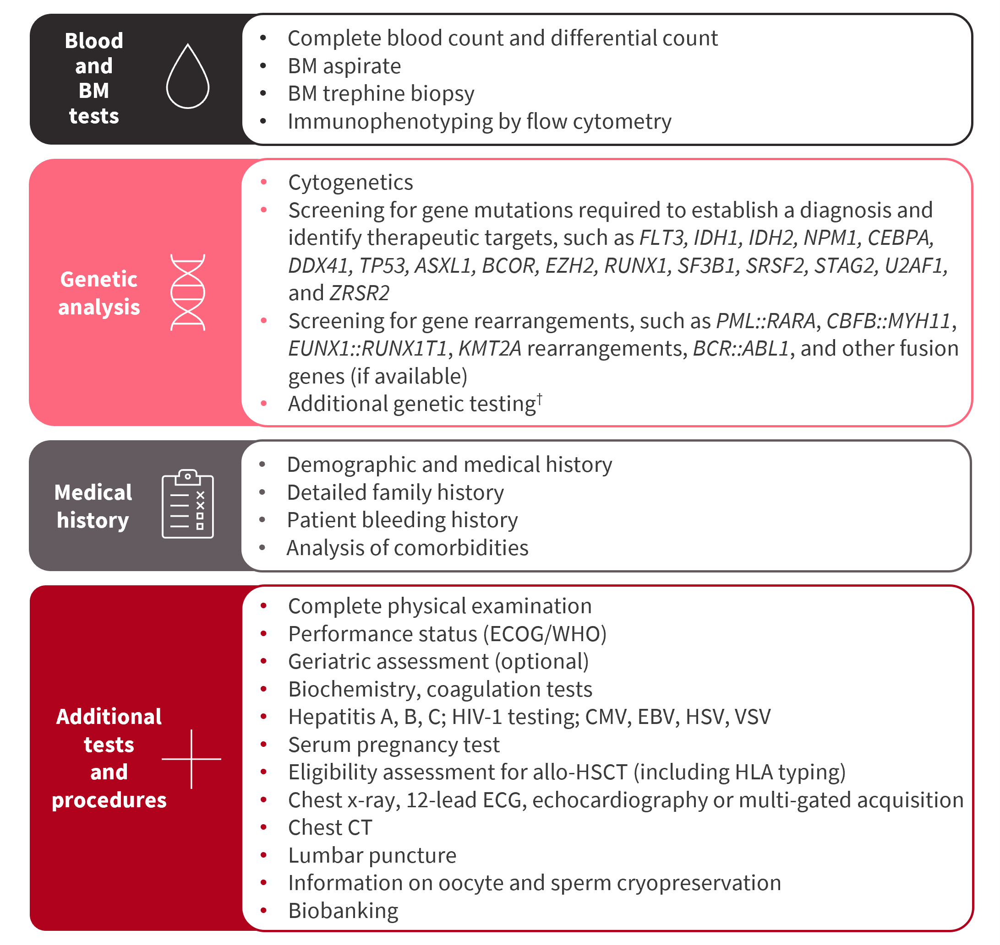 Blood
and
BM
tests
• Complete blood count and differential count
• BM aspirate
• BM trephine biopsy
• Immunophenotyping by flow cytometry
Genetic
analysis
• Cytogenetics
• Screening for gene mutations required to establish a diagnosis and
identify therapeutic targets, such as FLT3, IDH1, IDH2, NPM1, CEBPA,
DDX41, TP53, ASXL1, BCOR, EZH2, RUNX1, SF3B1, SRSF2, STAG2, U2AF1,
and ZRSR2
• Screening for gene rearrangements, such as PML::RARA, CBFB::MYH11,
EUNX1::RUNX1T1, KMT2A rearrangements, BCR::ABL1, and other fusion
genes (if available)
• Additional genetic testing†
Medical
history
• Demographic and medical history
• Detailed family history
• Patient bleeding history
• Analysis of comorbidities
Additional
tests
and
procedures
• Complete physical examination
• Performance status (ECOG/WHO)
• Geriatric assessment (optional)
• Biochemistry, coagulation tests
• Hepatitis A, B, C; HIV-1 testing; CMV, EBV, HSV, VSV
• Serum pregnancy test
• Eligibility assessment for allo-HSCT (including HLA typing)
• Chest x-ray, 12-lead ECG, echocardiography or multi-gated acquisition
• Chest CT
• Lumbar puncture
• Information on oocyte and sperm cryopreservation
• Biobanking